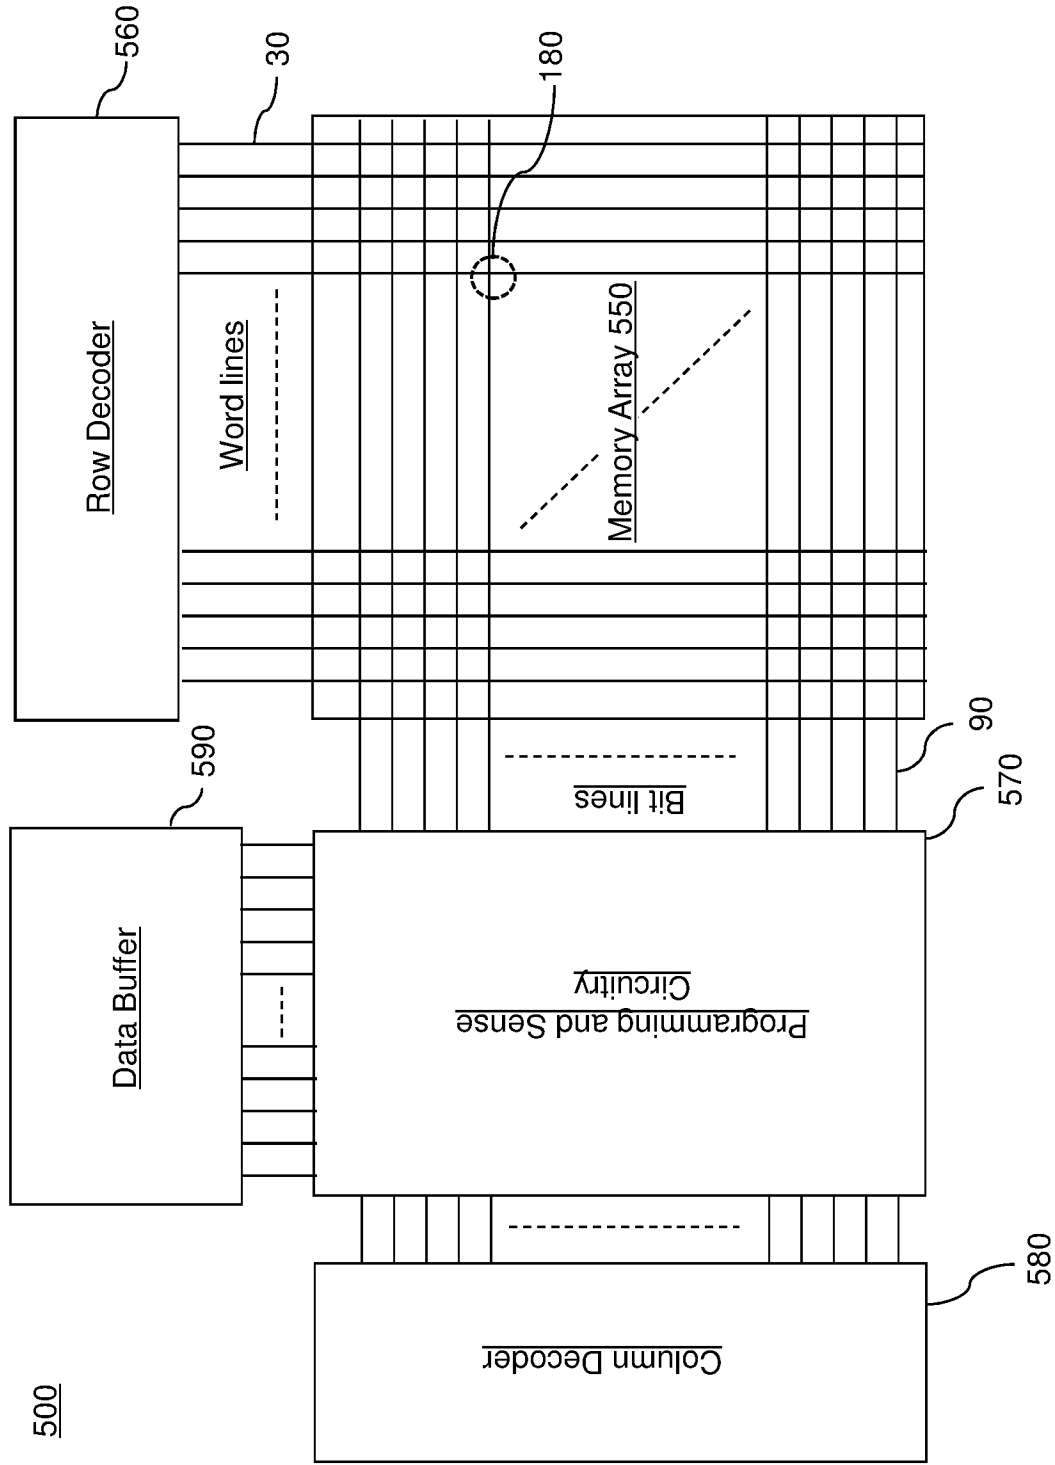 500
Row Decoder
560
Word lines
30
180
Memory Array 550
Data Buffer
590
Bit lines
90
Programming and Sense
Circuitry
570
Column Decoder
580